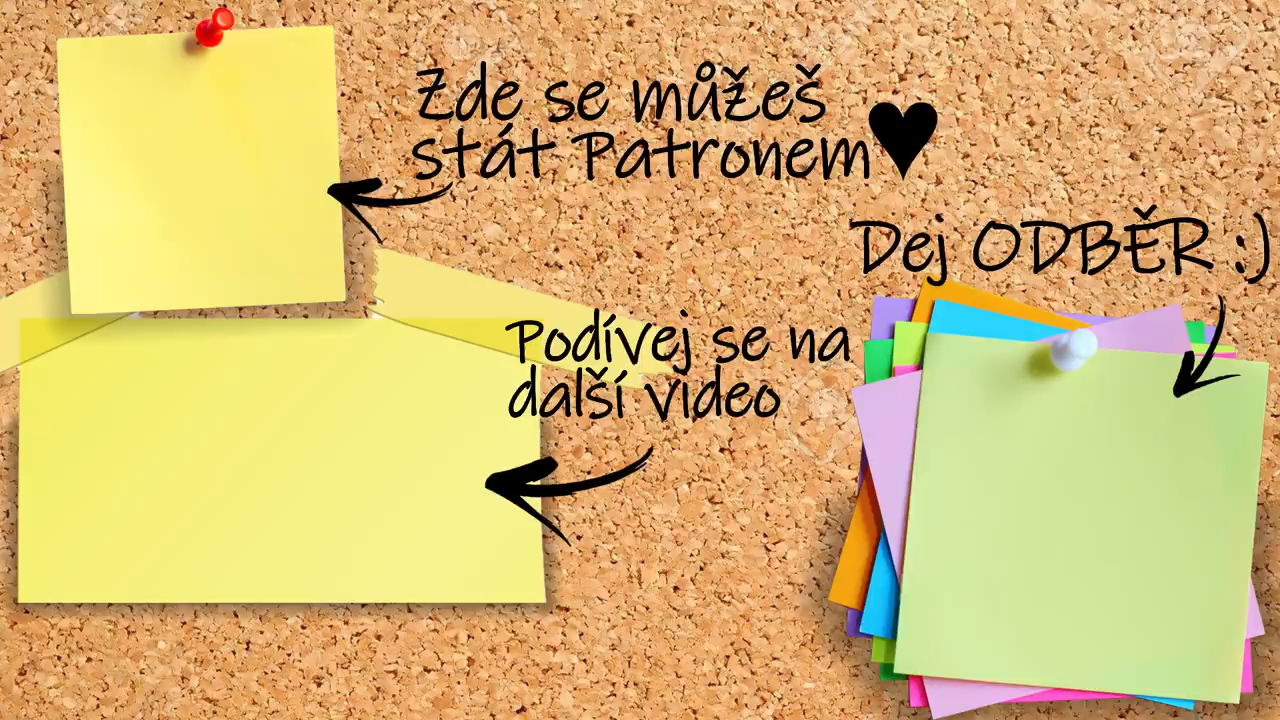 Zde se můžeš
stát Patronem♥
Dej ODBĚR :)
Podívej se na
další video